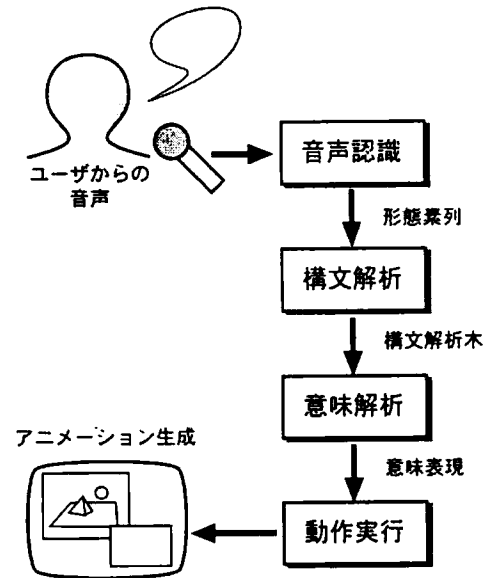 ユーザからの
音声
音声認識
形態素列
構文解析
構文解析木
意味解析
アニメーション生成
意味表現
動作実行